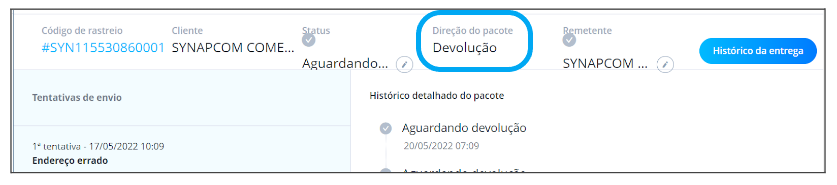 Código de rastreio
#SYN115530860001
Cliente
SYNAPCOM COME...
Status
Aguardando...
Direção do pacote
Devolução
Remetente
SYNAPCOM ...
Histórico da entrega
Tentativas de envio
1ª tentativa - 17/05/2022 10:09
Endereço errado
Histórico detalhado do pacote
Aguardando devolução
20/05/2022 07:09
Aguardando devolução